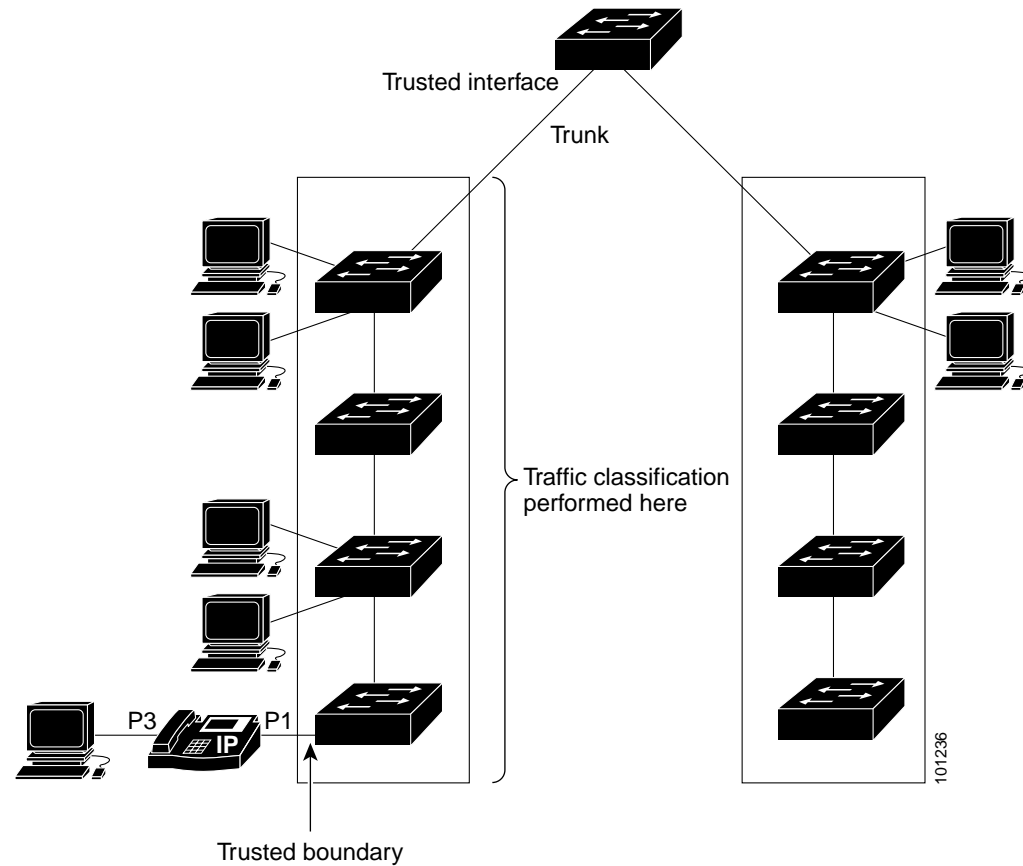 Trusted interface
Trunk
Traffic classification
performed here
P3
IP
P1
101236
Trusted boundary